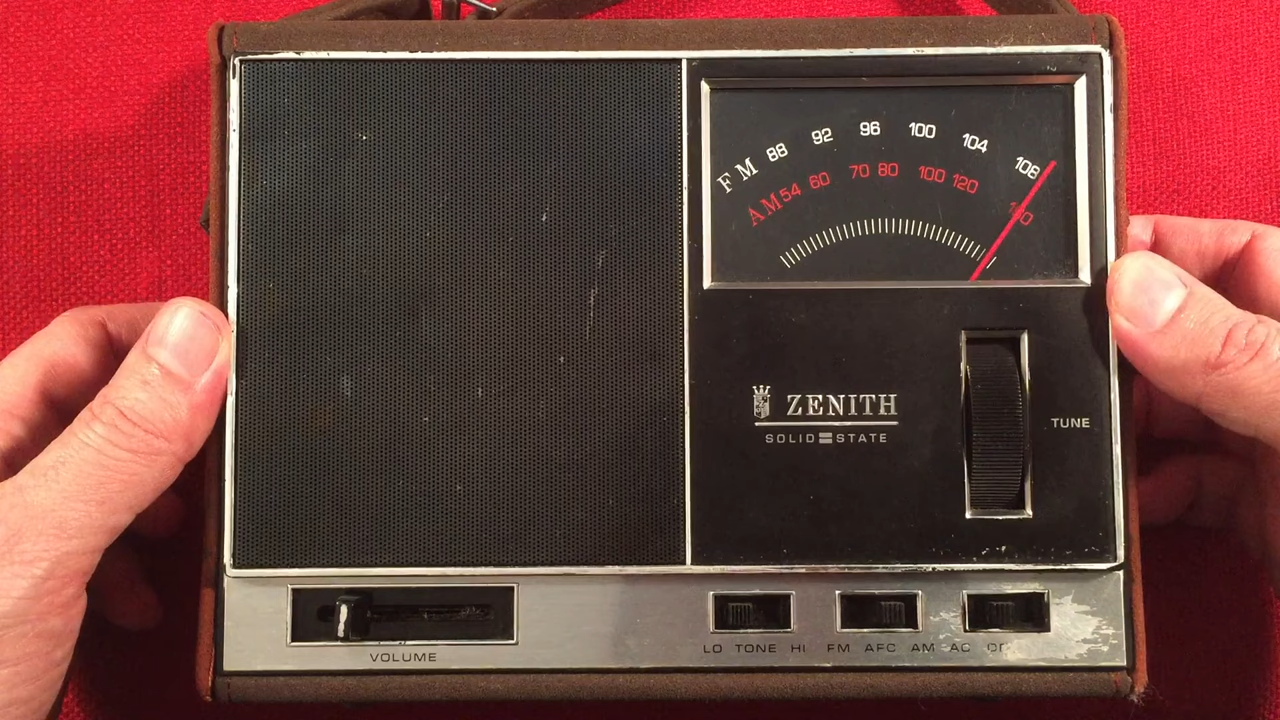 FM 88 92 96 100 104 108
AM 54 60 70 80 100 120
ZENITH
SOLID STATE
TUNE
VOLUME
LO TONE HI FM AFC AM AC